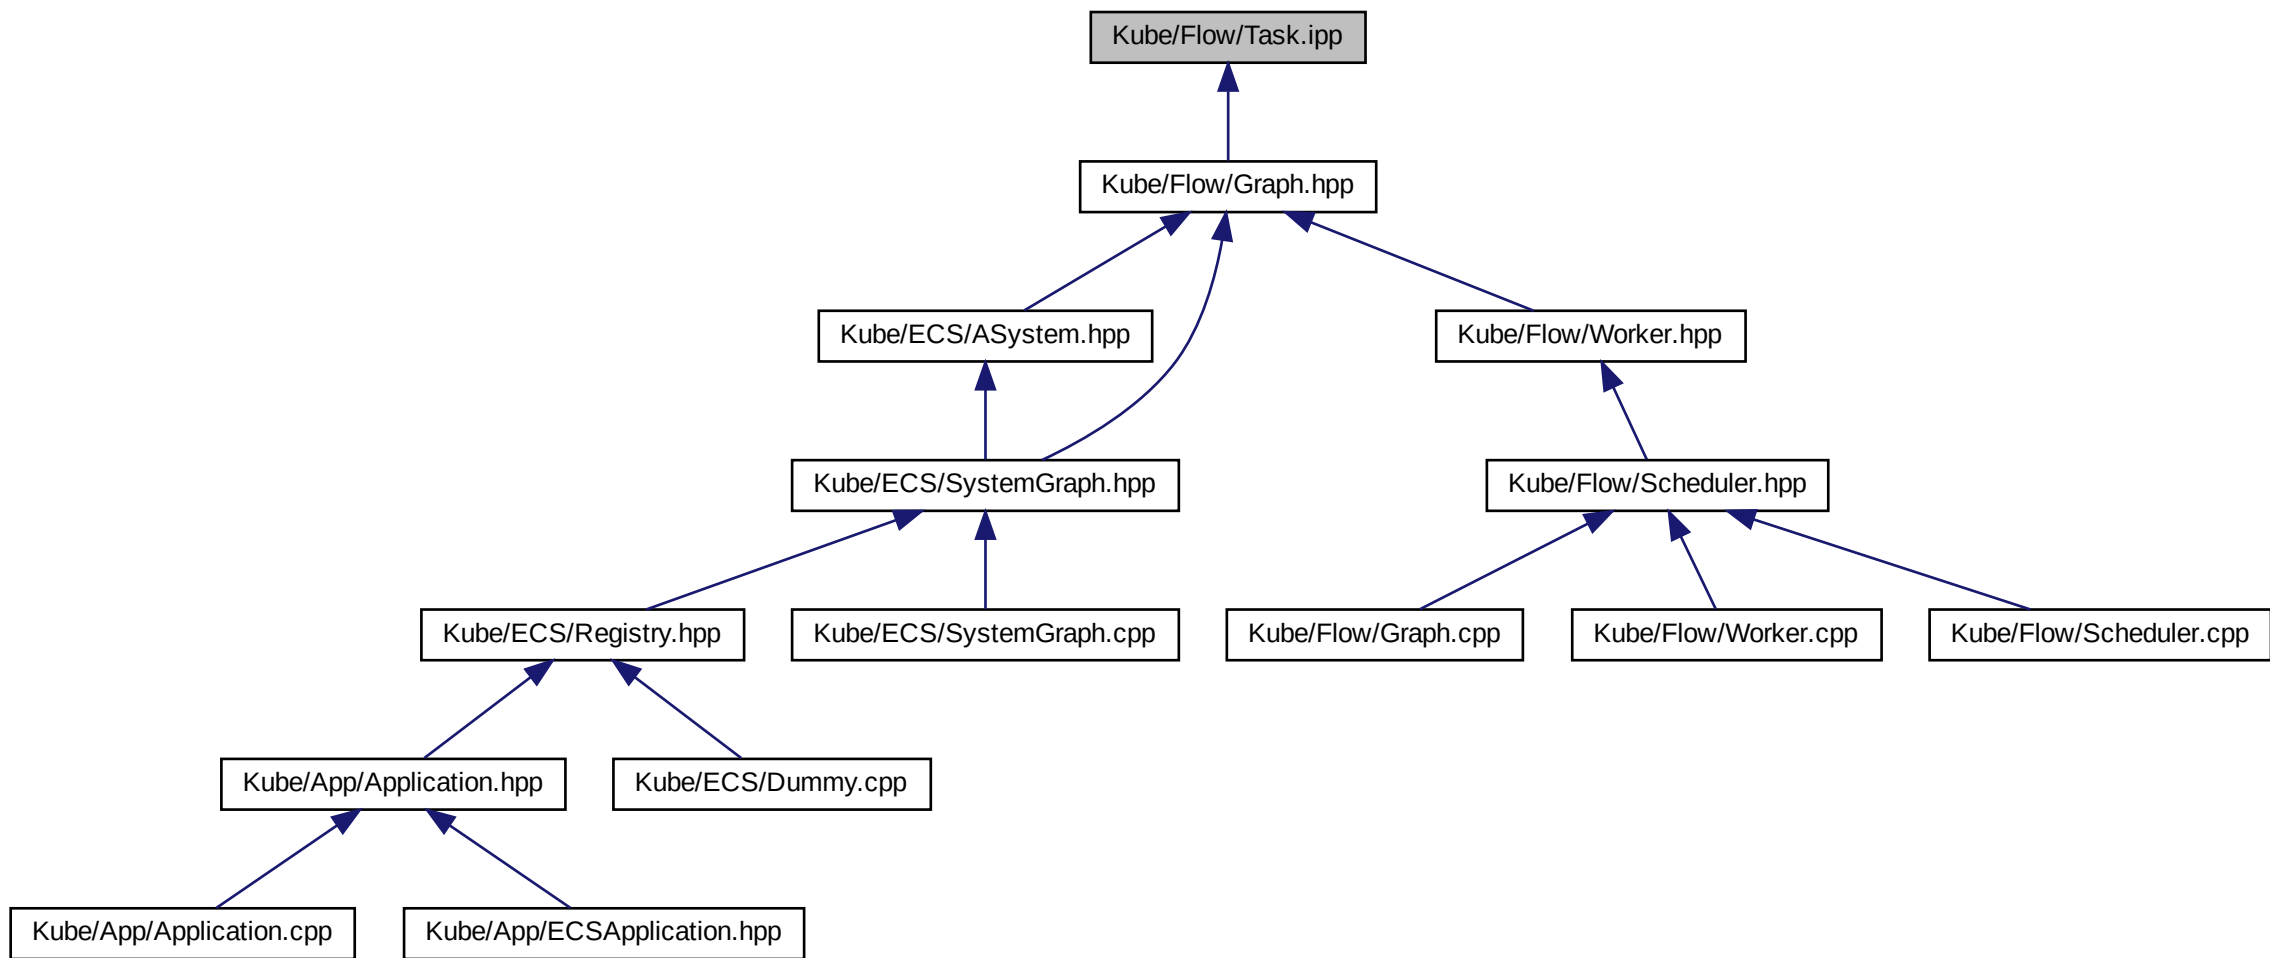 Kube/Flow/Task.ipp
Kube/Flow/Graph.hpp
Kube/ECS/ASystem.hpp
Kube/Flow/Worker.hpp
Kube/ECS/SystemGraph.hpp
Kube/Flow/Scheduler.hpp
Kube/ECS/Registry.hpp
Kube/ECS/SystemGraph.cpp
Kube/Flow/Graph.cpp
Kube/Flow/Worker.cpp
Kube/Flow/Scheduler.cpp
Kube/App/Application.hpp
Kube/ECS/Dummy.cpp
Kube/App/Application.cpp
Kube/App/ECSApplication.hpp